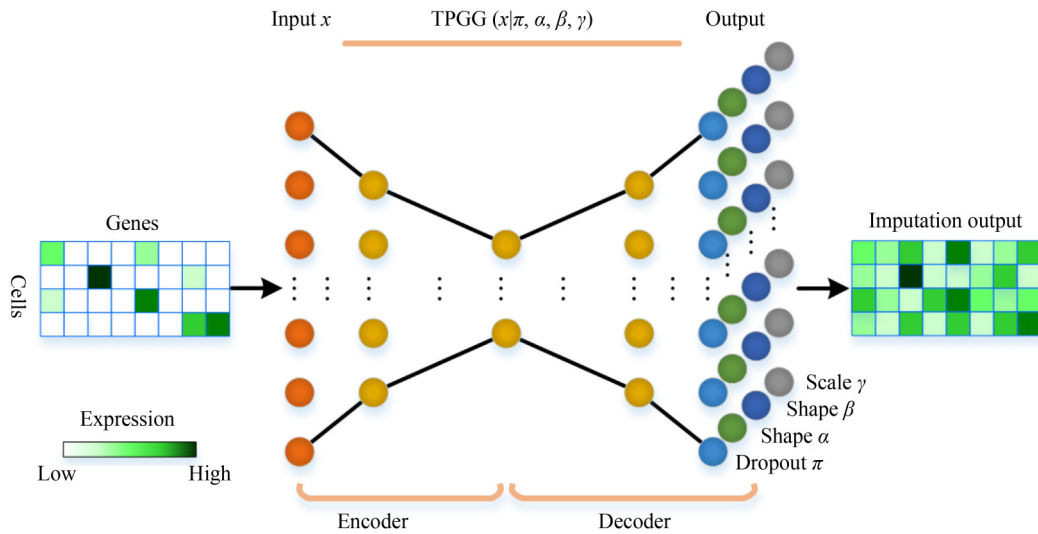 Input x
TPGG (x|π, α, β, γ)
Output
Genes
Cells
Imputation output
Expression
Low
High
Scale γ
Shape β
Shape α
Dropout π
Encoder
Decoder